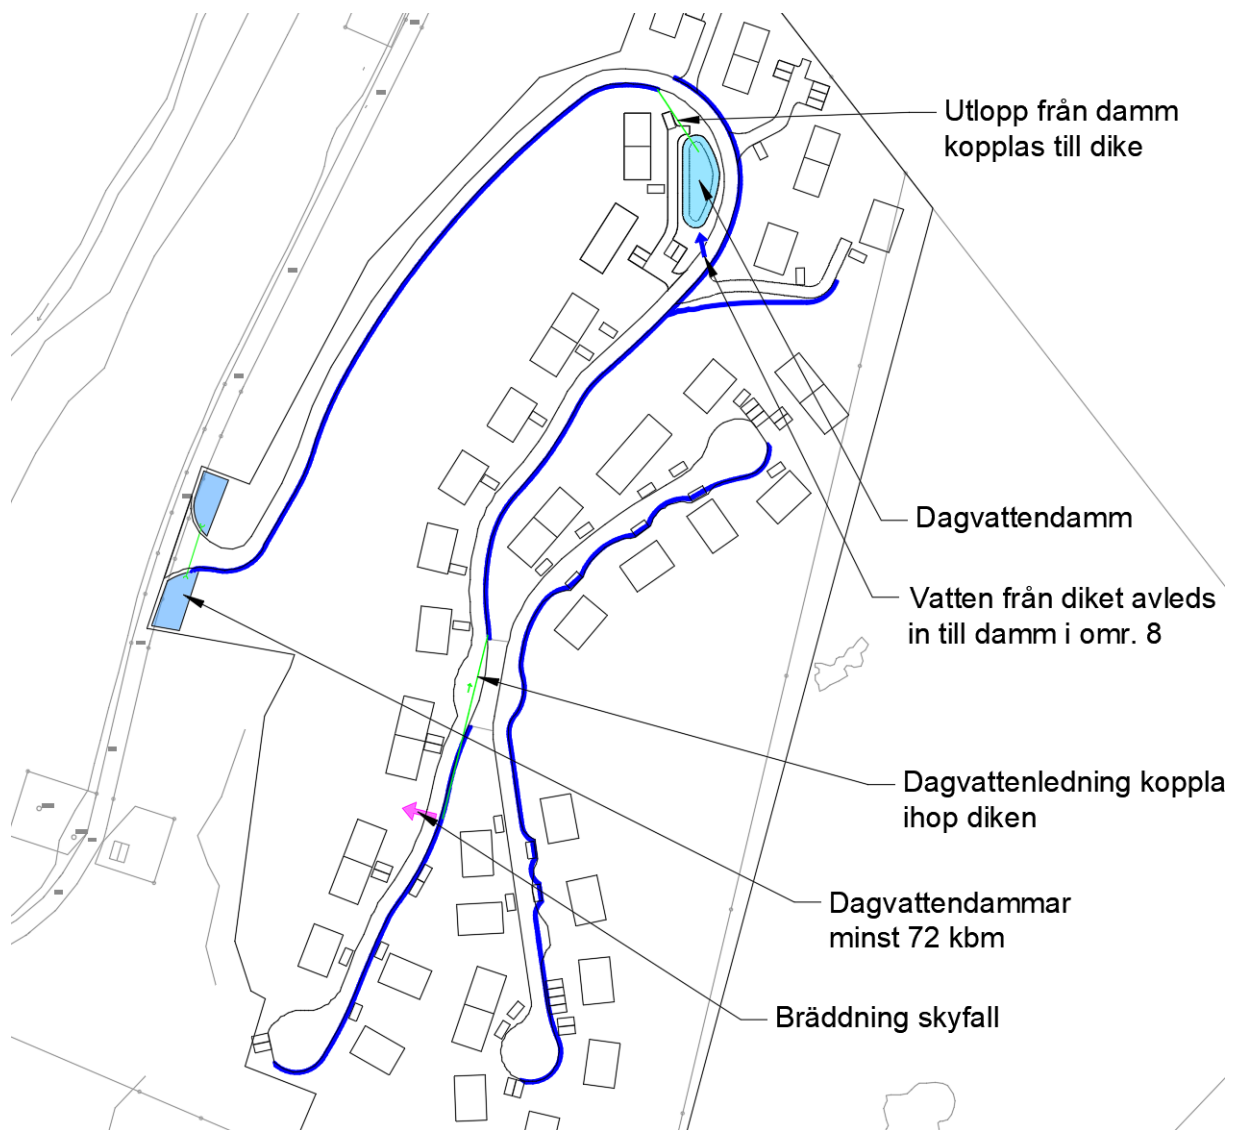 Utlopp från damm
kopplas till dike
Dagvattendamm
Vatten från diket avleds
in till damm i omr. 8
Dagvattenledning koppla
ihop diken
Dagvattendammar
minst 72 kbm
Bräddning skyfall